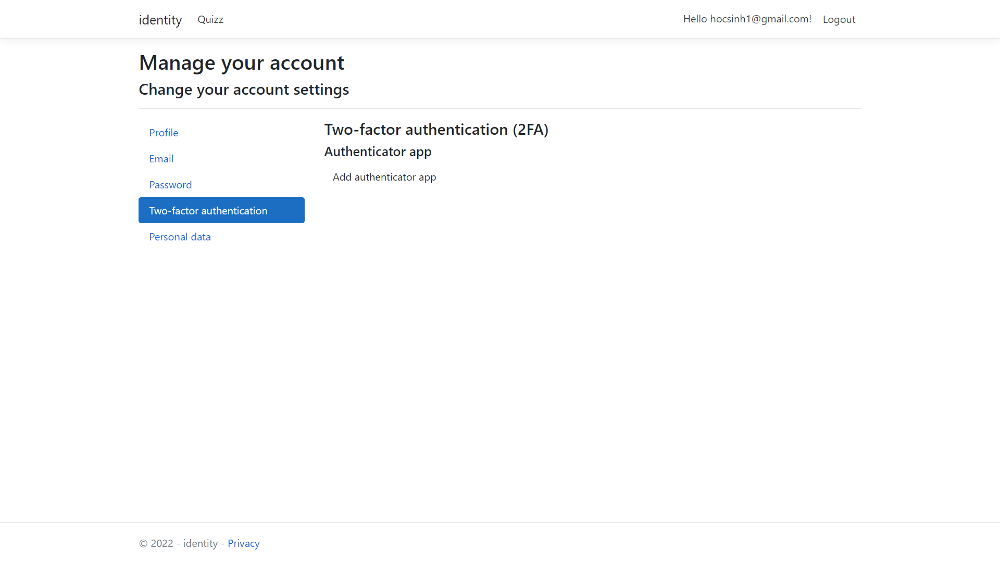 identity Quizz Hello hocsinh1@gmail.com! Logout
Manage your account
Change your account settings
Profile
Email
Password
Two-factor authentication
Personal data
Two-factor authentication (2FA)
Authenticator app
Add authenticator app
© 2022 - identity - Privacy